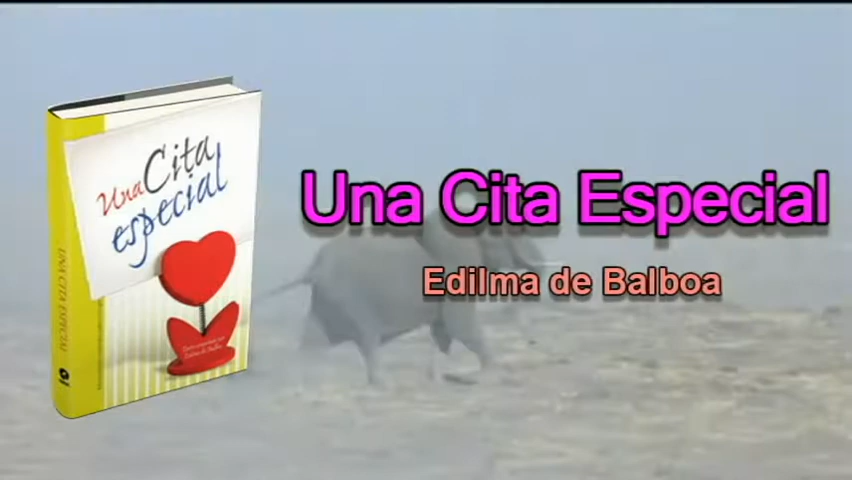 Una Cita
especial
UNA CITA ESPECIAL
Una Cita Especial
Edilma de Balboa